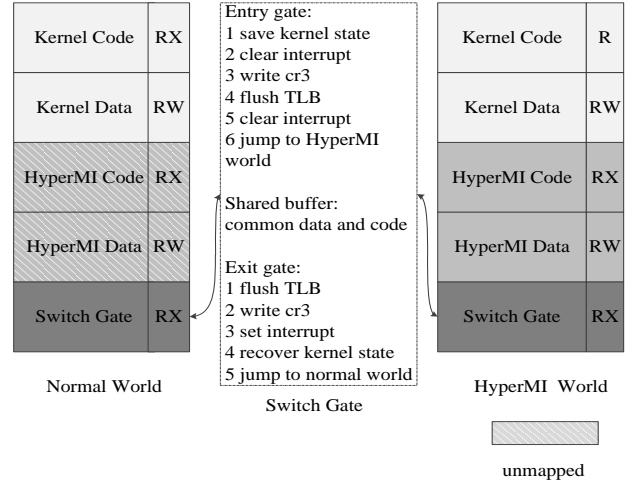 Kernel Code RX
Kernel Data RW
HyperMI Code RX
HyperMI Data RW
Switch Gate RX
Normal World
Entry gate:
1 save kernel state
2 clear interrupt
3 write cr3
4 flush TLB
5 clear interrupt
6 jump to HyperMI
world
Shared buffer:
common data and code
Exit gate:
1 flush TLB
2 write cr3
3 set interrupt
4 recover kernel state
5 jump to normal world
Switch Gate
Kernel Code R
Kernel Data RW
HyperMI Code RX
HyperMI Data RW
Switch Gate RX
HyperMI World
unmapped